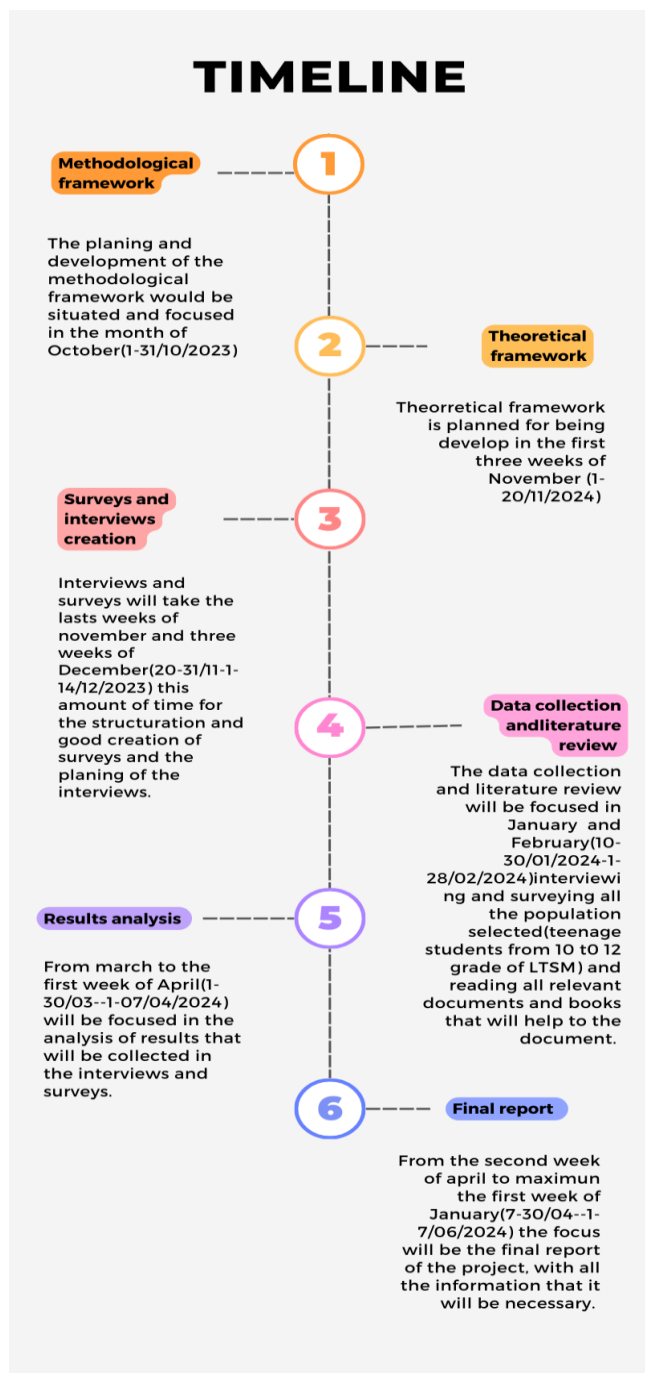 TIMELINE
1
Methodological
framework
The planing and
development of the
methodological
framework would be
situated and focused
in the month of
October(1-31/10/2023)
2
Theoretical
framework
Theorretical framework
is planned for being
develop in the first
three weeks of
November (1-
20/11/2024)
3
Surveys and
interviews
creation
Interviews and
surveys will take the
lasts weeks of
november and three
weeks of
December(20-31/11-1-
14/12/2023) this
amount of time for
the structuration and
good creation of
surveys and the
planing of the
interviews.
4
Data collection
andliterature
review
The data collection
and literature review
will be focused in
January and
February(10-
30/01/2024-1-
28/02/2024)interviewi
ng and surveying all
the population
selected(teenage
students from 10 t0 12
grade of LTSM) and
reading all relevant
documents and books
that will help to the
document.
5
Results analysis
From march to the
first week of April(1-
30/03--1-07/04/2024)
will be focused in the
analysis of results that
will be collected in
the interviews and
surveys.
6
Final report
From the second week
of april to maximun
the first week of
January(7-30/04--1-
7/06/2024) the focus
will be the final report
of the project, with all
the information that it
will be necessary.